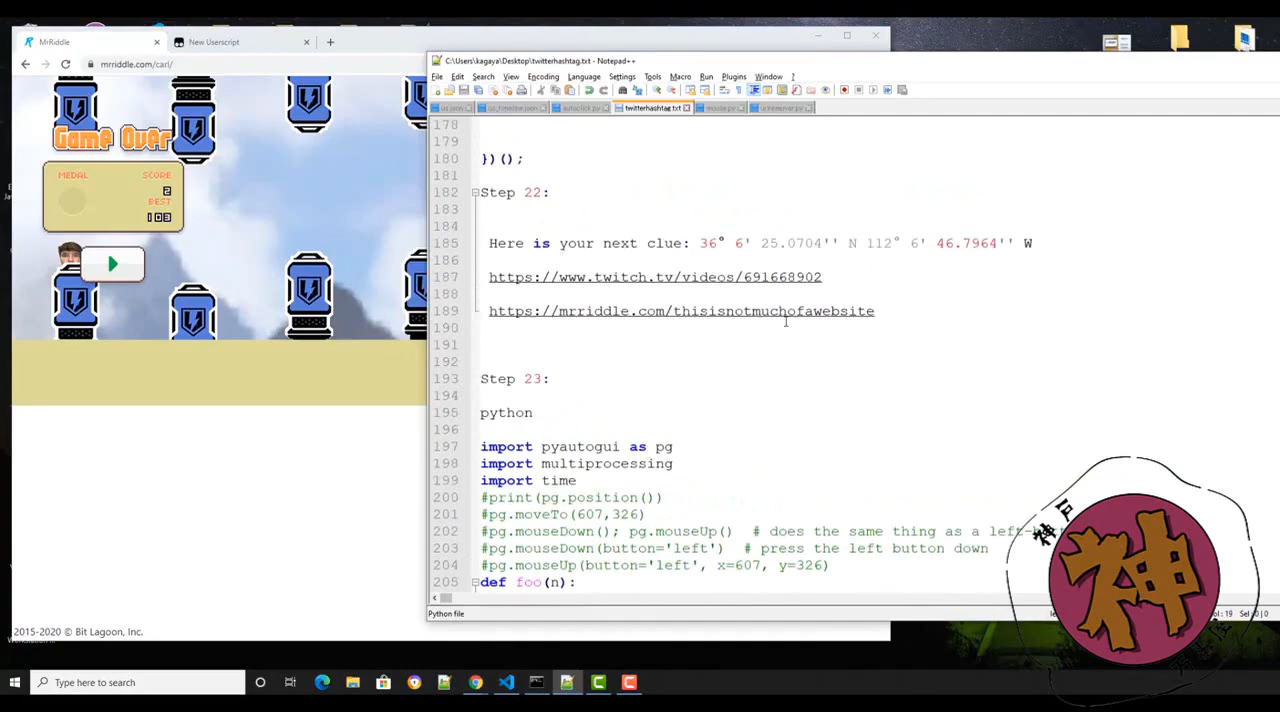 MrRiddle
New Userscript
mrriddle.com/carl/
Game Over
MEDAL SCORE
2
BEST
103
2015-2020 © Bit Lagoon, Inc.
C:\Users\kagaya\Desktop\twitterhashtag.txt - Notepad++
File Edit Search View Encoding Language Settings Tools Macro Run Plugins Window ?
autoclick.py twitterhashtag.txt
178
179
180 })();
181
182 Step 22:
183
184
185 Here is your next clue: 36° 6' 25.0704'' N 112° 6' 46.7964'' W
186
187 https://www.twitch.tv/videos/691668902
188
189 https://mrriddle.com/thisisnotmuchofawebsite
190
191
192
193 Step 23:
194
195 python
196
197 import pyautogui as pg
198 import multiprocessing
199 import time
200 #print(pg.position())
201 #pg.moveTo(607,326)
202 #pg.mouseDown(); pg.mouseUp() # does the same thing as a left-
203 #pg.mouseDown(button='left') # press the left button down
204 #pg.mouseUp(button='left', x=607, y=326)
205 def foo(n):
Python file
Type here to search
神戸
神